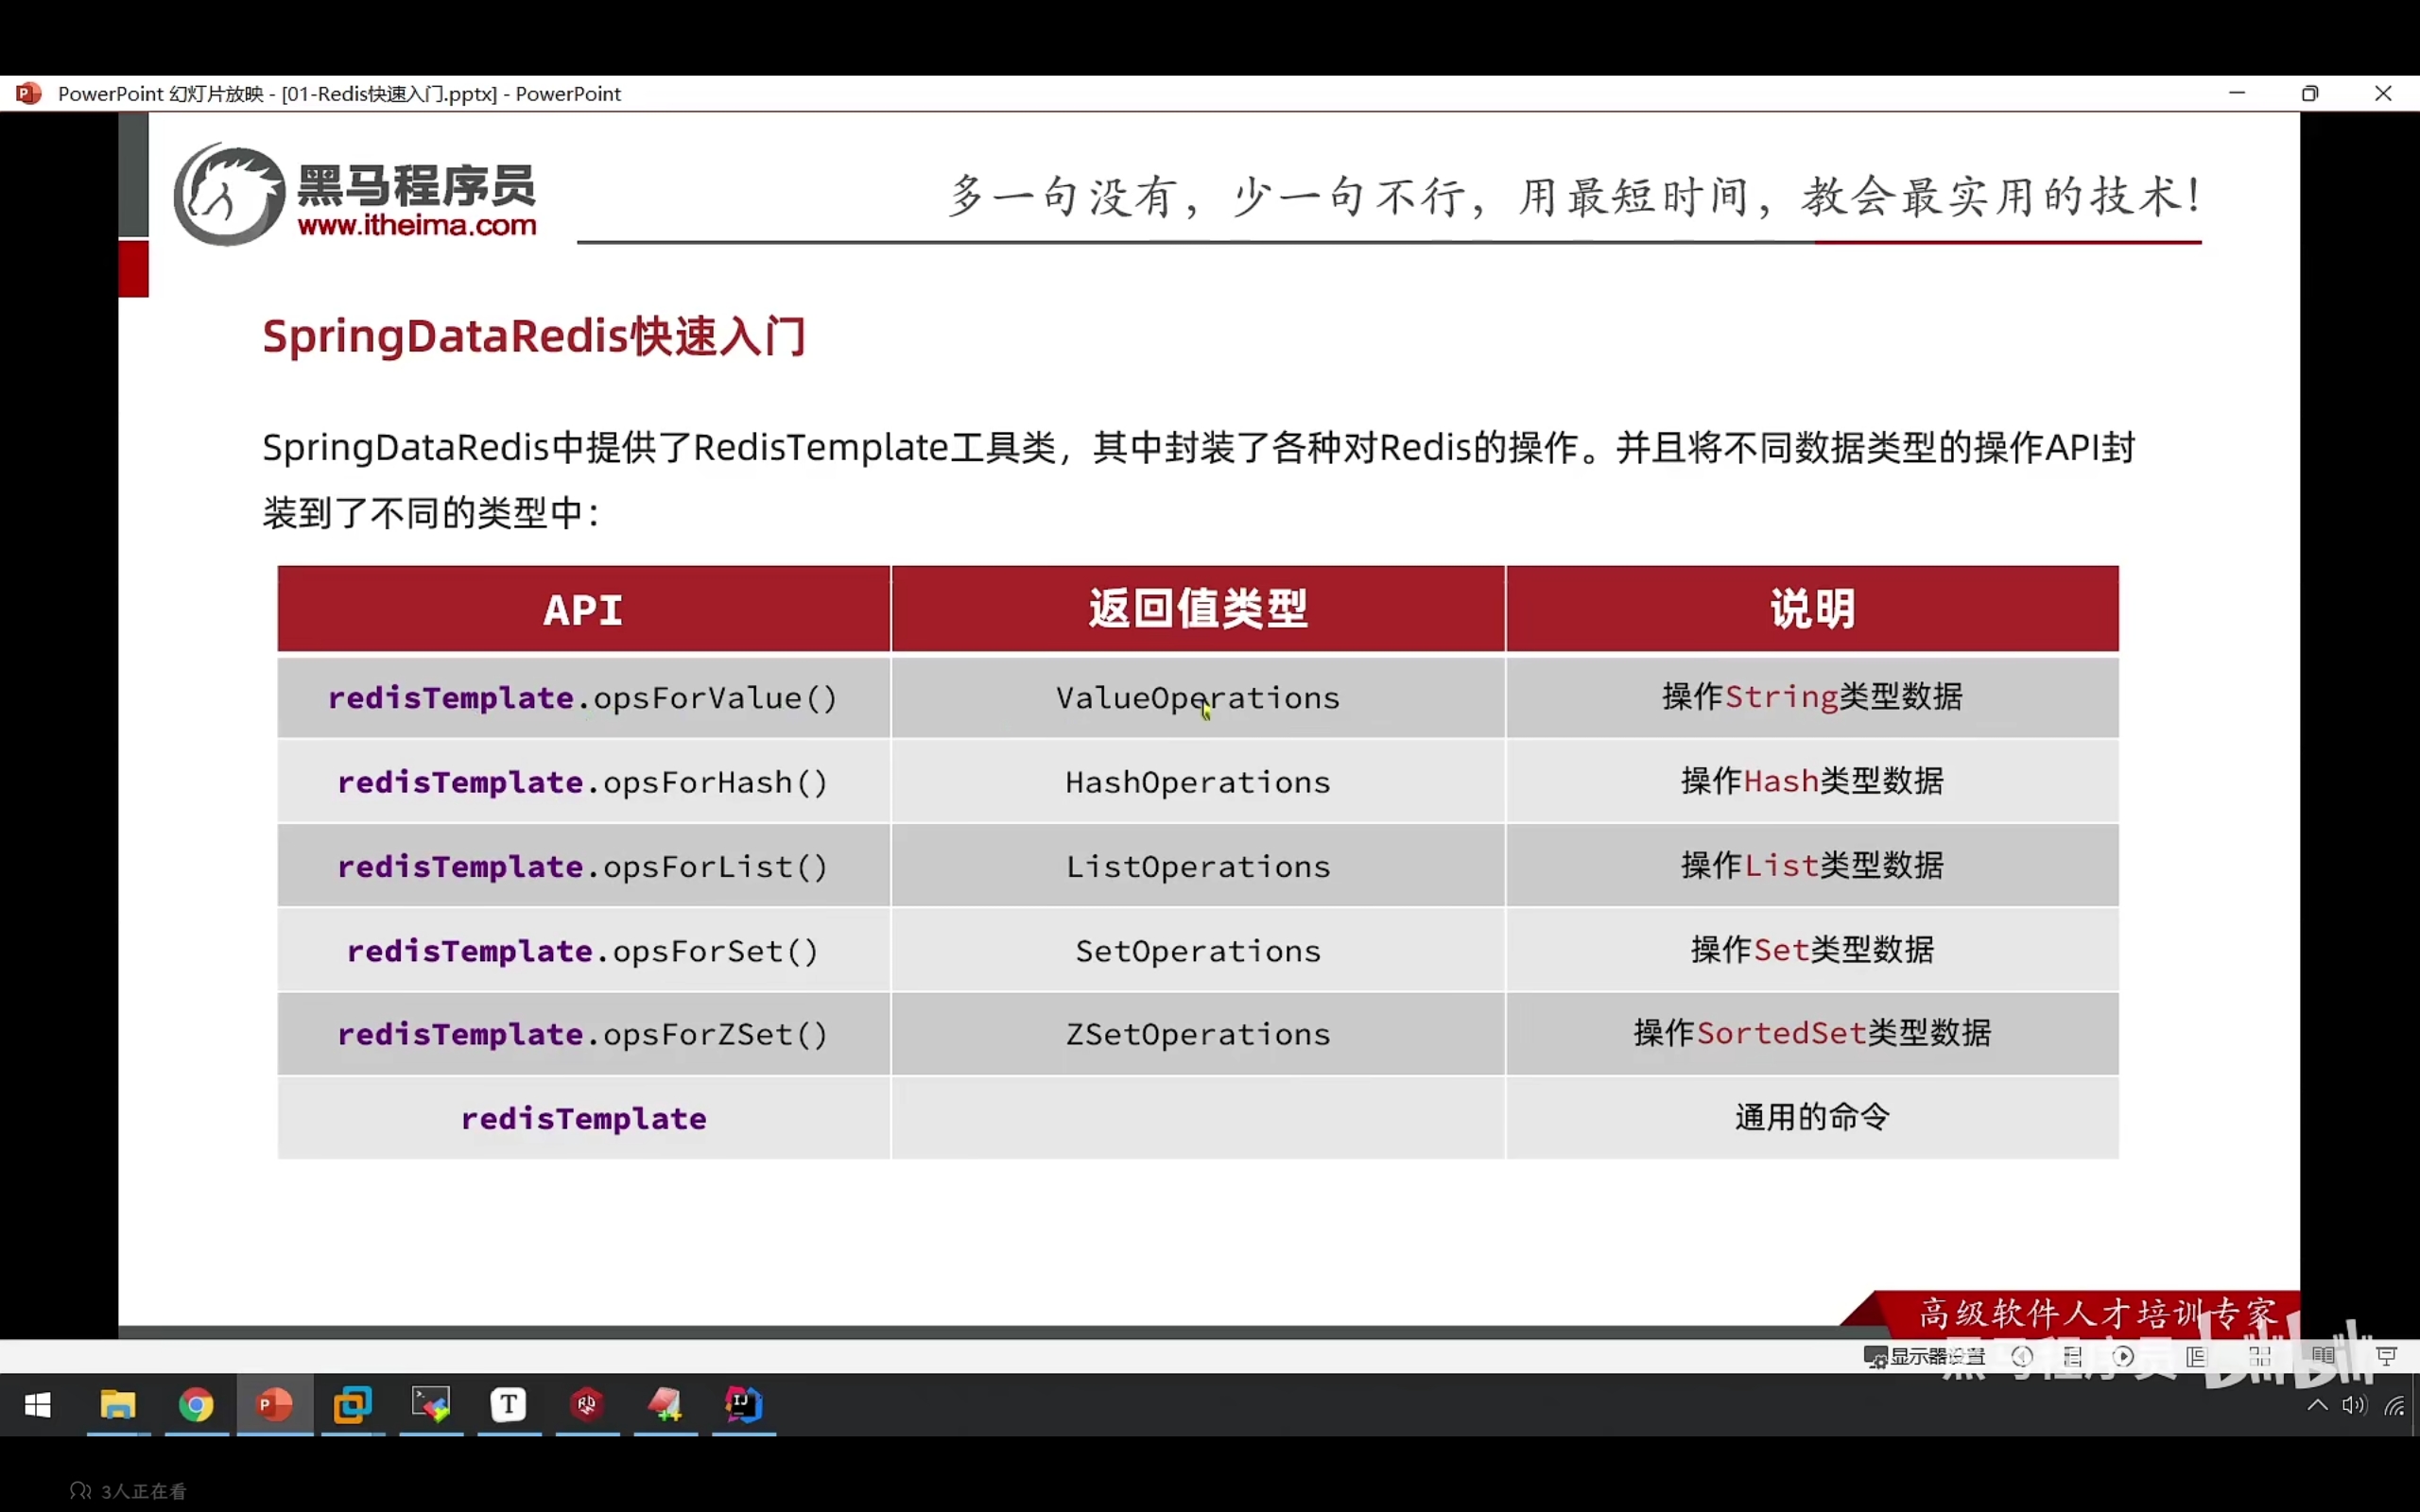 PowerPoint 幻灯片放映 - [01-Redis快速入门.pptx] - PowerPoint
黑马程序员
www.itheima.com
多一句没有，少一句不行，用最短时间，教会最实用的技术！
SpringDataRedis快速入门
SpringDataRedis中提供了RedisTemplate工具类，其中封装了各种对Redis的操作。并且将不同数据类型的操作API封
装到了不同的类型中：
API 返回值类型 说明
redisTemplate.opsForValue() ValueOperations 操作String类型数据
redisTemplate.opsForHash() HashOperations 操作Hash类型数据
redisTemplate.opsForList() ListOperations 操作List类型数据
redisTemplate.opsForSet() SetOperations 操作Set类型数据
redisTemplate.opsForZSet() ZSetOperations 操作SortedSet类型数据
redisTemplate 通用的命令
高级软件人才培训专家
黑马程序员 bilibili
显示器设置
3人正在看